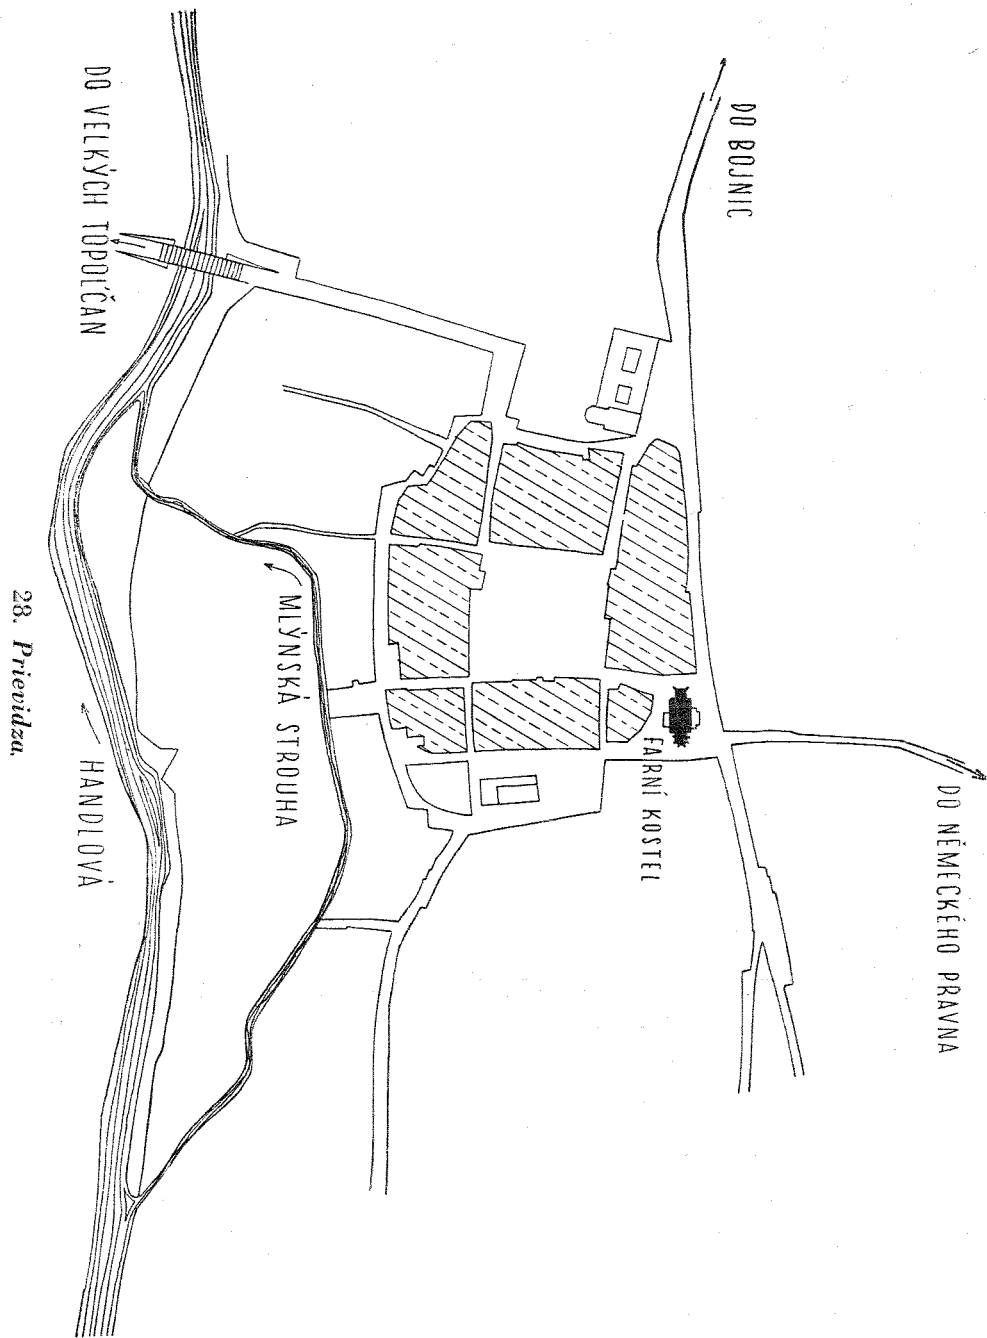 DO NĚMECKÉHO PRAVNA
DO BOJNIC
FARNÍ KOSTEL
MLÝNSKÁ STROUHA
DO VELKÝCH TOPOĽČAN
HANDLOVÁ
28. Prievidza.